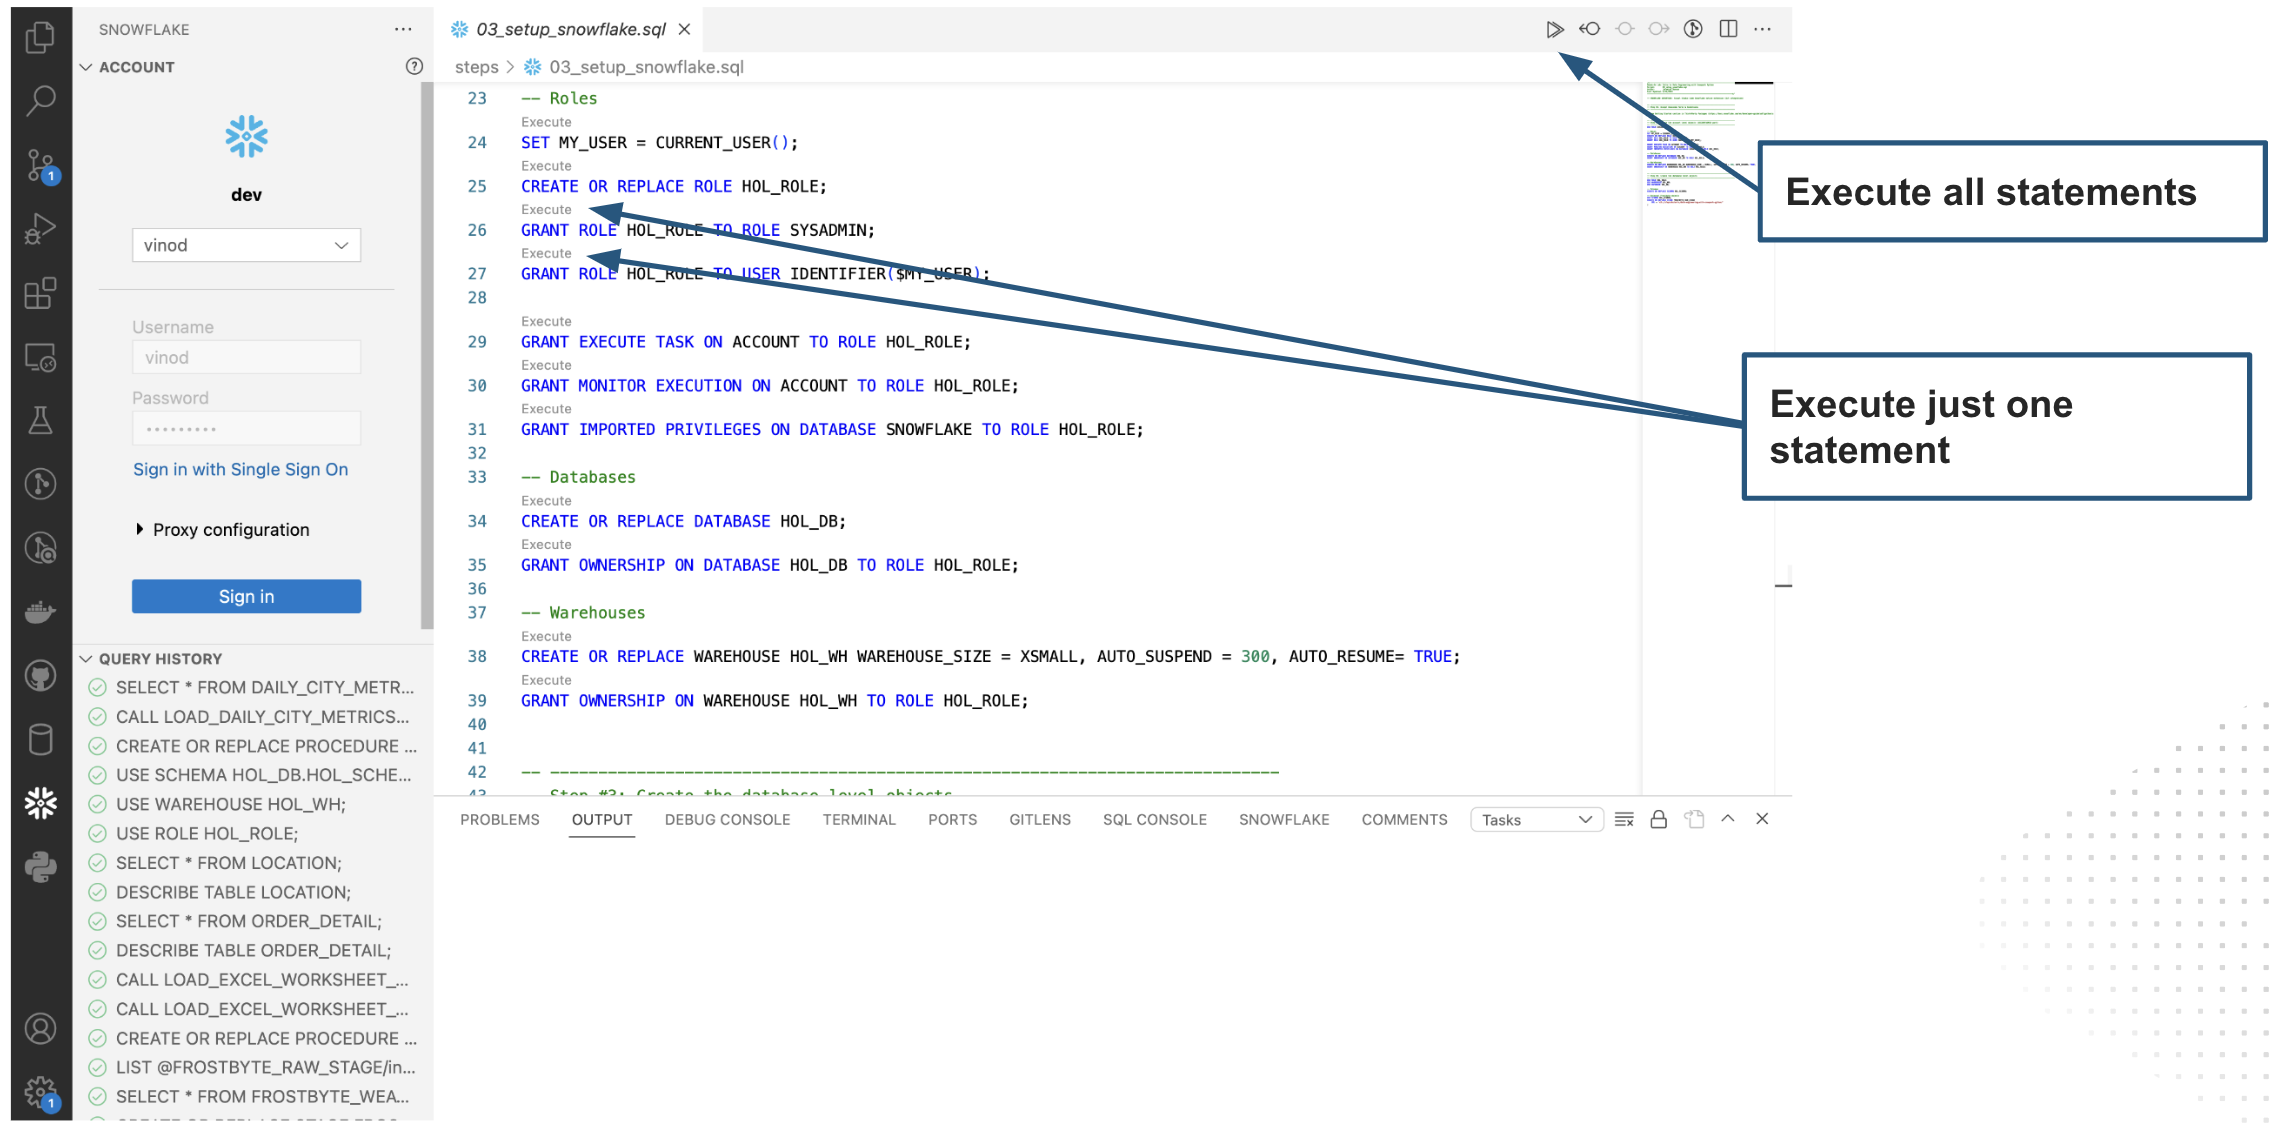 SNOWFLAKE
ACCOUNT
dev
vinod
Username
vinod
Password
Sign in with Single Sign On
Proxy configuration
Sign in
QUERY HISTORY
SELECT * FROM DAILY_CITY_METR...
CALL LOAD_DAILY_CITY_METRICS...
CREATE OR REPLACE PROCEDURE ...
USE SCHEMA HOL_DB.HOL_SCHE...
USE WAREHOUSE HOL_WH;
USE ROLE HOL_ROLE;
SELECT * FROM LOCATION;
DESCRIBE TABLE LOCATION;
SELECT * FROM ORDER_DETAIL;
DESCRIBE TABLE ORDER_DETAIL;
CALL LOAD_EXCEL_WORKSHEET_...
CALL LOAD_EXCEL_WORKSHEET_...
CREATE OR REPLACE PROCEDURE ...
LIST @FROSTBYTE_RAW_STAGE/in...
SELECT * FROM FROSTBYTE_WEA...
1
1
03_setup_snowflake.sql
steps > 03_setup_snowflake.sql
23 -- Roles
Execute
24 SET MY_USER = CURRENT_USER();
Execute
25 CREATE OR REPLACE ROLE HOL_ROLE;
Execute
26 GRANT ROLE HOL_ROLE TO ROLE SYSADMIN;
Execute
27 GRANT ROLE HOL_ROLE TO USER IDENTIFIER($MY_USER);
28
Execute
29 GRANT EXECUTE TASK ON ACCOUNT TO ROLE HOL_ROLE;
Execute
30 GRANT MONITOR EXECUTION ON ACCOUNT TO ROLE HOL_ROLE;
Execute
31 GRANT IMPORTED PRIVILEGES ON DATABASE SNOWFLAKE TO ROLE HOL_ROLE;
32
33 -- Databases
Execute
34 CREATE OR REPLACE DATABASE HOL_DB;
Execute
35 GRANT OWNERSHIP ON DATABASE HOL_DB TO ROLE HOL_ROLE;
36
37 -- Warehouses
Execute
38 CREATE OR REPLACE WAREHOUSE HOL_WH WAREHOUSE_SIZE = XSMALL, AUTO_SUSPEND = 300, AUTO_RESUME= TRUE;
Execute
39 GRANT OWNERSHIP ON WAREHOUSE HOL_WH TO ROLE HOL_ROLE;
40
41
42 -- ----------------------------------------------------------------------------
43 Step #3: Create the database level objects
PROBLEMS OUTPUT DEBUG CONSOLE TERMINAL PORTS GITLENS SQL CONSOLE SNOWFLAKE COMMENTS Tasks
Execute all statements
Execute just one
statement